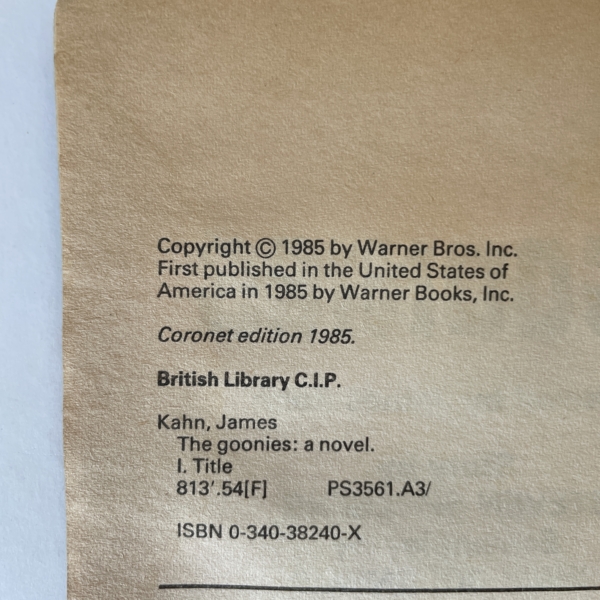 Copyright © 1985 by Warner Bros. Inc.
First published in the United States of
America in 1985 by Warner Books, Inc.
Coronet edition 1985.
British Library C.I.P.
Kahn, James
The goonies: a novel.
I. Title
813'.54[F] PS3561.A3/
ISBN 0-340-38240-X